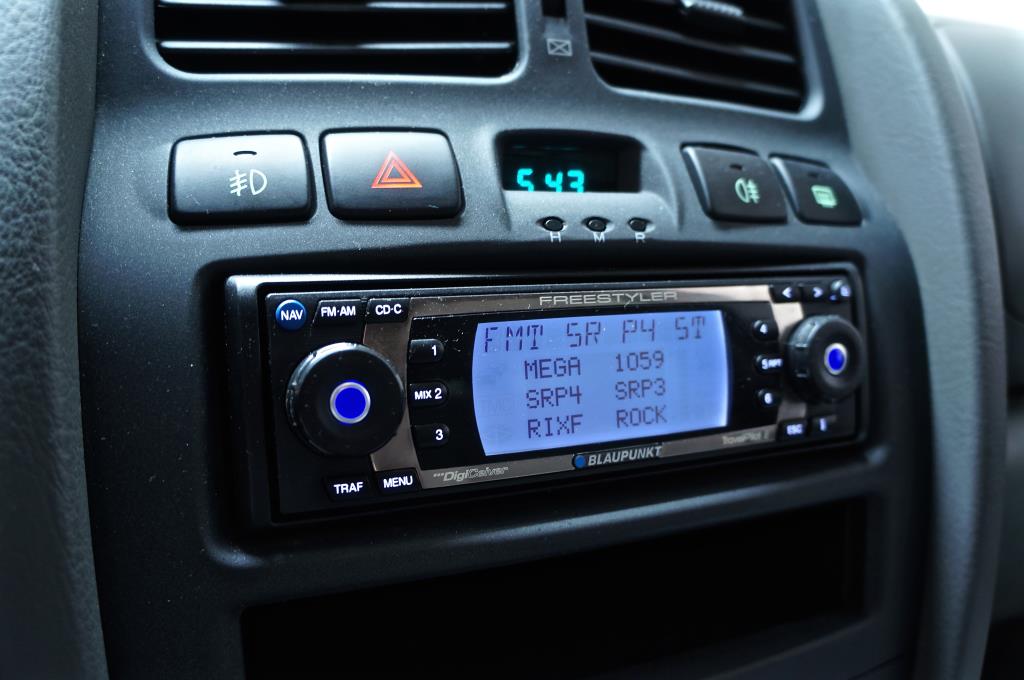 5:43
H M R
FREESTYLER
NAV FM·AM CD·C
< >
FMT SR P4 ST
MEGA 1059
SRP4 SRP3
RIXF ROCK
1
MIX 2
3
4
6
ESC
TRAF MENU
DigiCeiver
BLAUPUNKT
TravelPilot